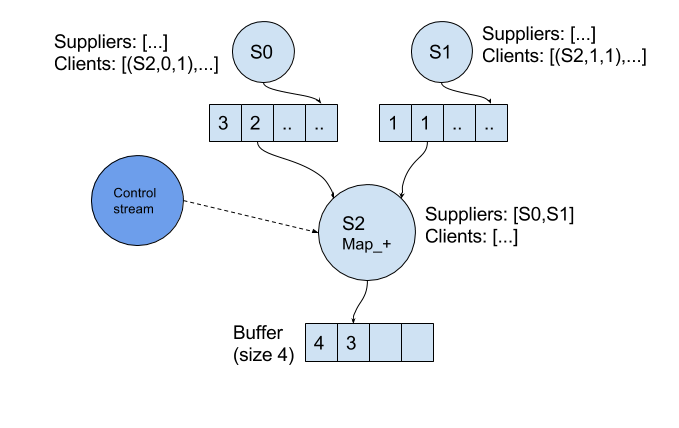 Suppliers: [...]
Clients: [(S2,0,1),...]
S0
S1
Suppliers: [...]
Clients: [(S2,1,1),...]
3 2 .. ..
1 1 .. ..
Control
stream
S2
Map_+
Suppliers: [S0,S1]
Clients: [...]
Buffer
(size 4)
4 3